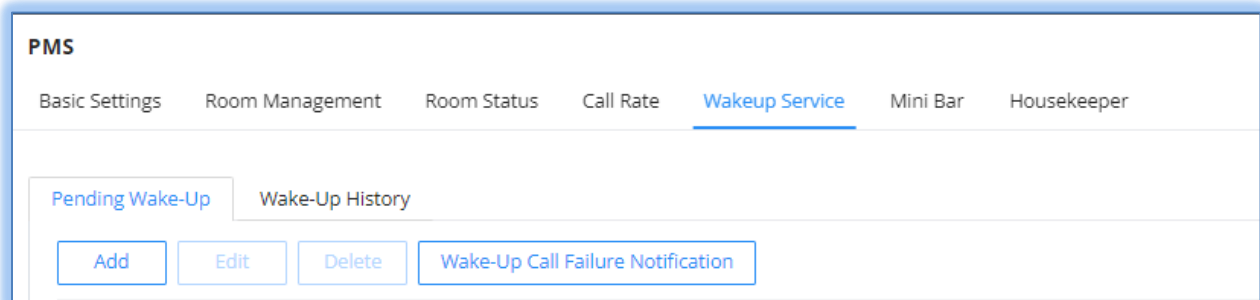 PMS
Basic Settings Room Management Room Status Call Rate Wakeup Service Mini Bar Housekeeper
Pending Wake-Up Wake-Up History
Add Edit Delete Wake-Up Call Failure Notification